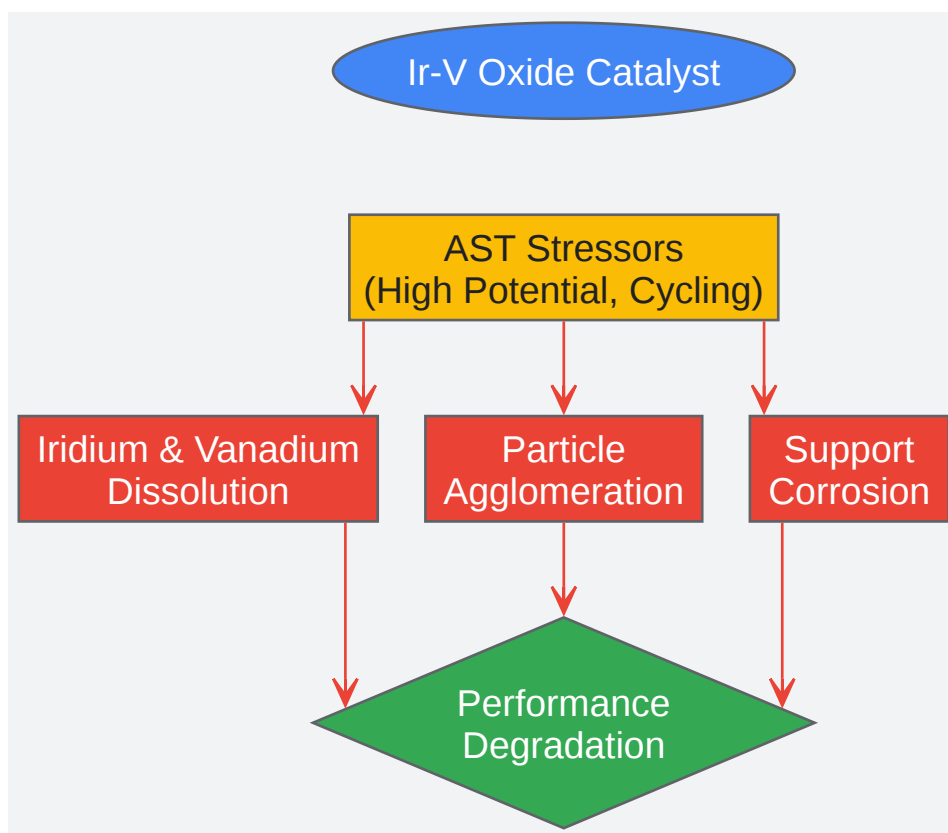 Ir-V Oxide Catalyst
AST Stressors
(High Potential, Cycling)
Iridium & Vanadium
Dissolution
Particle
Agglomeration
Support
Corrosion
Performance
Degradation